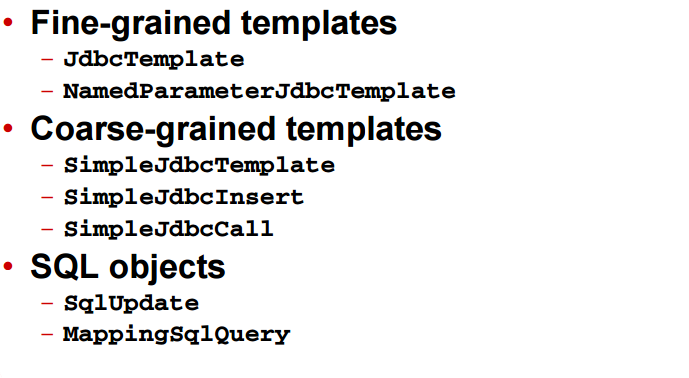 • Fine-grained templates
– JdbcTemplate
– NamedParameterJdbcTemplate
• Coarse-grained templates
– SimpleJdbcTemplate
– SimpleJdbcInsert
– SimpleJdbcCall
• SQL objects
– SqlUpdate
– MappingSqlQuery